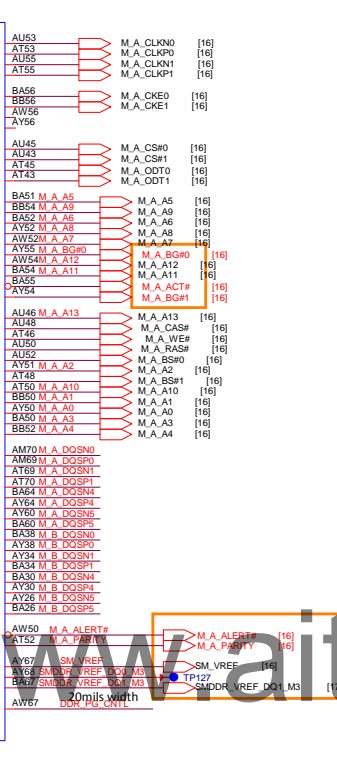 AU53 M_A_CLKN0 [16]
AT53 M_A_CLKP0 [16]
AU55 M_A_CLKN1 [16]
AT55 M_A_CLKP1 [16]
BA56 M_A_CKE0 [16]
BB56 M_A_CKE1 [16]
AW56
AY56
AU45 M_A_CS#0 [16]
AU43 M_A_CS#1 [16]
AT45 M_A_ODT0 [16]
AT43 M_A_ODT1 [16]
BA51 M_A_A5 M_A_A5 [16]
BB54 M_A_A9 M_A_A9 [16]
BA52 M_A_A6 M_A_A6 [16]
AY52 M_A_A8 M_A_A8 [16]
AW52 M_A_A7 M_A_A7 [16]
AY55 M_A_BG#0 M_A_BG#0 [16]
AW54 M_A_A12 M_A_A12 [16]
BA54 M_A_A11 M_A_A11 [16]
BA55 M_A_ACT# [16]
AY54 M_A_BG#1 [16]
AU46 M_A_A13 M_A_A13 [16]
AU48 M_A_CAS# [16]
AT46 M_A_WE# [16]
AU50 M_A_RAS# [16]
AU52 M_A_BS#0 [16]
AY51 M_A_A2 M_A_A2 [16]
AT48 M_A_BS#1 [16]
AT50 M_A_A10 M_A_A10 [16]
BB50 M_A_A1 M_A_A1 [16]
AY50 M_A_A0 M_A_A0 [16]
BA50 M_A_A3 M_A_A3 [16]
BB52 M_A_A4 M_A_A4 [16]
AM70 M_A_DQSN0
AM69 M_A_DQSP0
AT69 M_A_DQSN1
AT70 M_A_DQSP1
BA64 M_A_DQSN4
AY64 M_A_DQSP4
AY60 M_A_DQSN5
BA60 M_A_DQSP5
BA38 M_B_DQSN0
AY38 M_B_DQSP0
AY34 M_B_DQSN1
BA34 M_B_DQSP1
BA30 M_B_DQSN4
AY30 M_B_DQSP4
AY26 M_B_DQSN5
BA26 M_B_DQSP5
AW50 M_A_ALERT# M_A_ALERT# [16]
AT52 M_A_PARITY M_A_PARITY [16]
AY67 SM_VREF SM_VREF [16]
AY68 SMDDR_VREF_DQ0_M3 TP127
BA67 SMDDR_VREF_DQ1_M3 SMDDR_VREF_DQ1_M3 [17
20mils width
AW67 DDR_PG_CNTL
www.ait